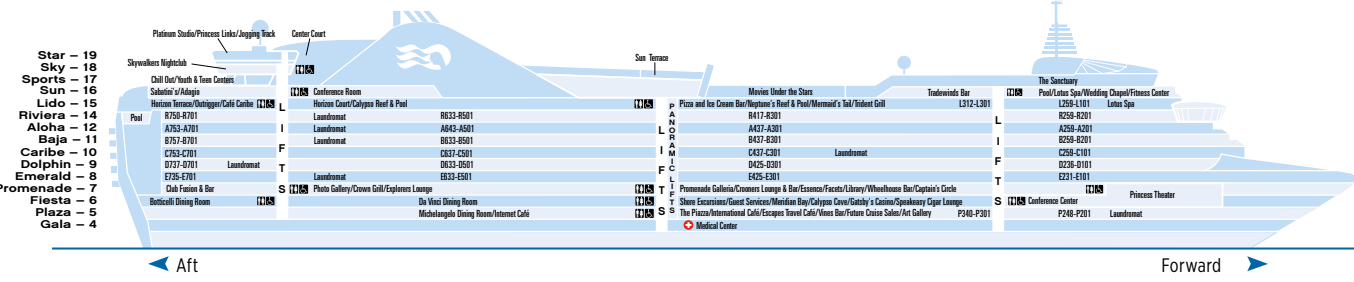 Platinum Studio/Princess Links/Jogging Track Center Court
Star – 19 Skywalkers Nightclub Sun Terrace
Sky – 18
Sports – 17 Chill Out/Youth & Teen Centers The Sanctuary
Sun – 16 Sabatini's/Adagio Conference Room Movies Under the Stars Tradewinds Bar Pool/Lotus Spa/Wedding Chapel/Fitness Center
Lido – 15 Horizon Terrace/Outrigger/Café Caribe Horizon Court/Calypso Reef & Pool Pizza and Ice Cream Bar/Neptune's Reef & Pool/Mermaid's Tail/Trident Grill L312-L301 L259-L101 Lotus Spa
Riviera – 14 Pool R750-R701 Laundromat R633-R501 R417-R301 R259-R201
Aloha – 12 A753-A701 Laundromat A643-A501 A437-A301 A259-A201
Baja – 11 B757-B701 Laundromat B633-B501 B437-B301 B259-B201
Caribe – 10 C753-C701 C637-C501 C437-C301 Laundromat C259-C101
Dolphin – 9 D737-D701 Laundromat D633-D501 D425-D301 D236-D101
Emerald – 8 E735-E701 Laundromat E633-E501 E425-E301 E231-E101
Promenade – 7 Club Fusion & Bar Photo Gallery/Crown Grill/Explorers Lounge Promenade Galleria/Crooners Lounge & Bar/Essence/Facets/Library/Wheelhouse Bar/Captain's Circle Princess Theater
Fiesta – 6 Botticelli Dining Room Da Vinci Dining Room Shore Excursions/Guest Services/Meridian Bay/Calypso Cove/Gatsby's Casino/Speakeasy Cigar Lounge Conference Center
Plaza – 5 Michelangelo Dining Room/Internet Café The Piazza/International Café/Escapes Travel Café/Vines Bar/Future Cruise Sales/Art Gallery P340-P301 P248-P201 Laundromat
Gala – 4 Medical Center
LIFTS
LIFTS
PANORAMIC LIFTS
LIFTS
Aft Forward